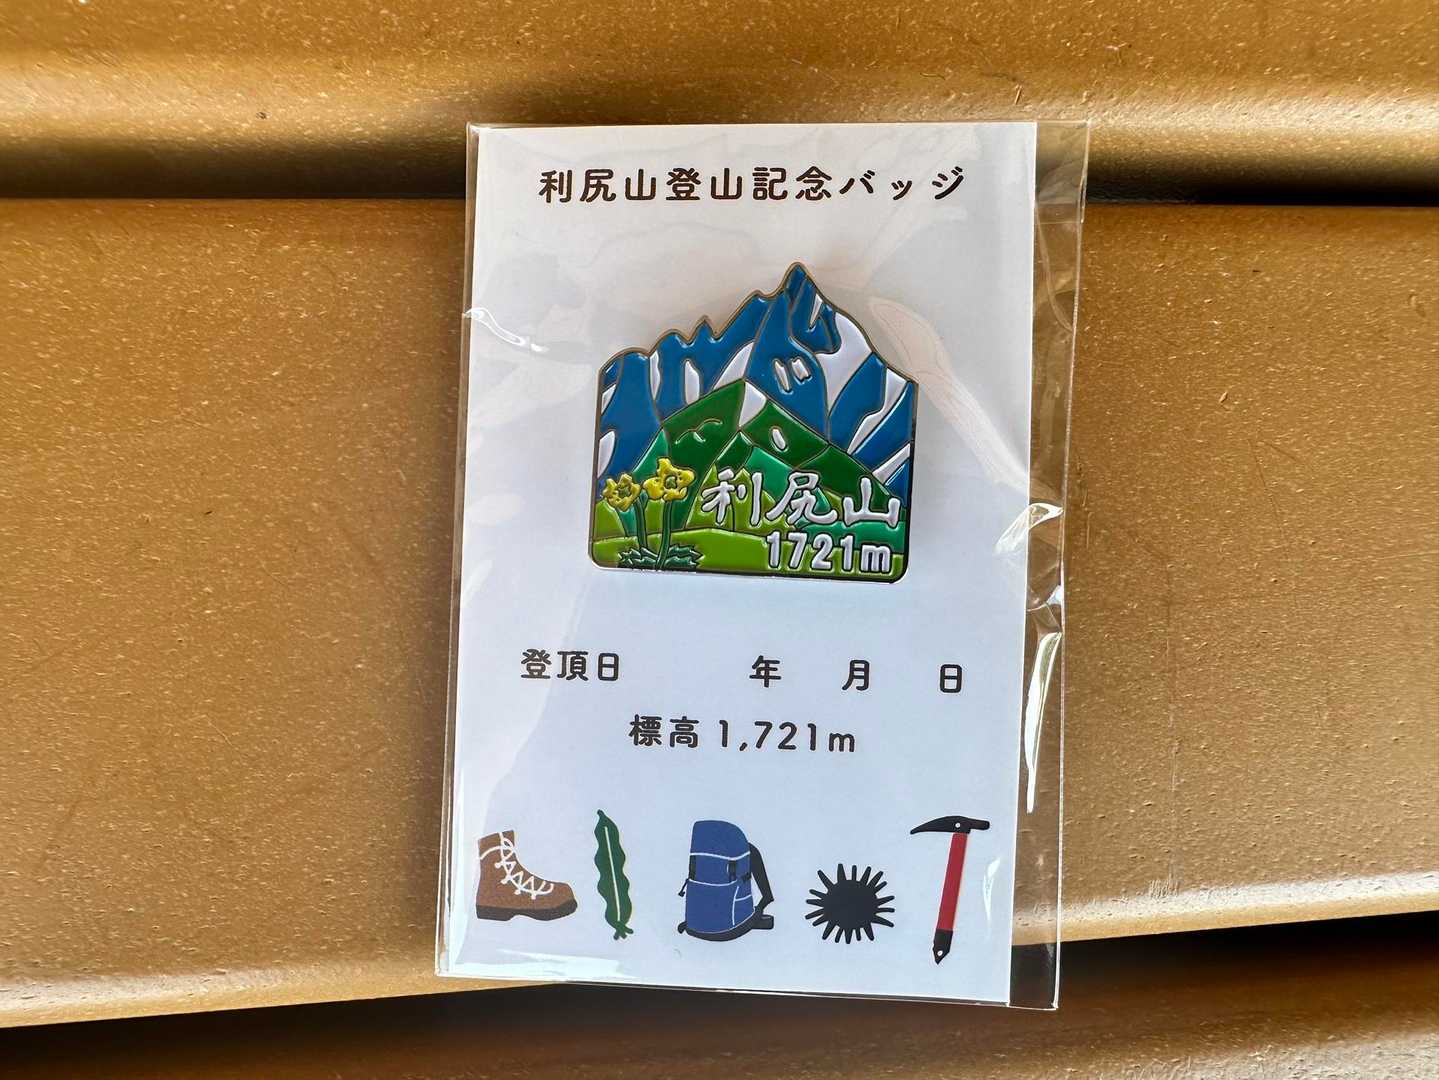 利尻山登山記念バッジ
利尻山
1721m
登頂日 年 月 日
標高 1,721m